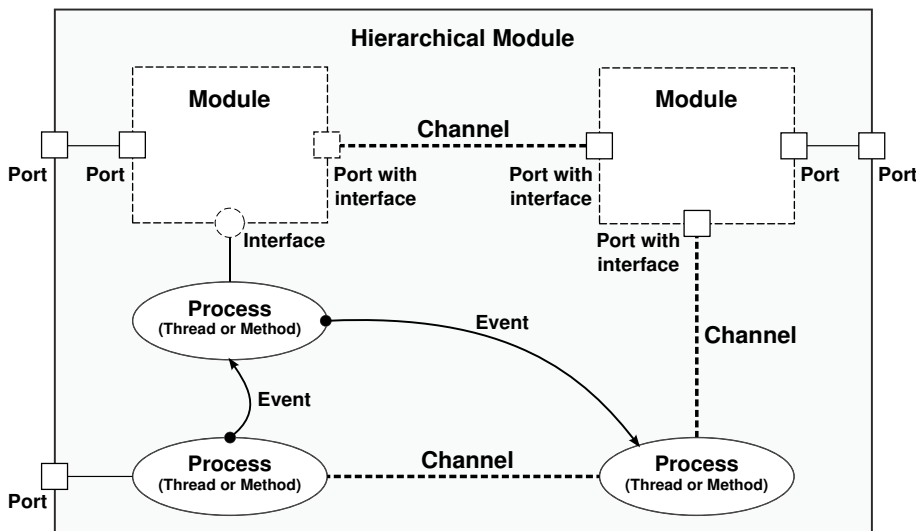 Hierarchical Module
Module
Module
Channel
Port
Port
Port with
interface
Port with
interface
Port
Port
Interface
Port with
interface
Process
(Thread or Method)
Event
Channel
Event
Channel
Process
(Thread or Method)
Process
(Thread or Method)
Port